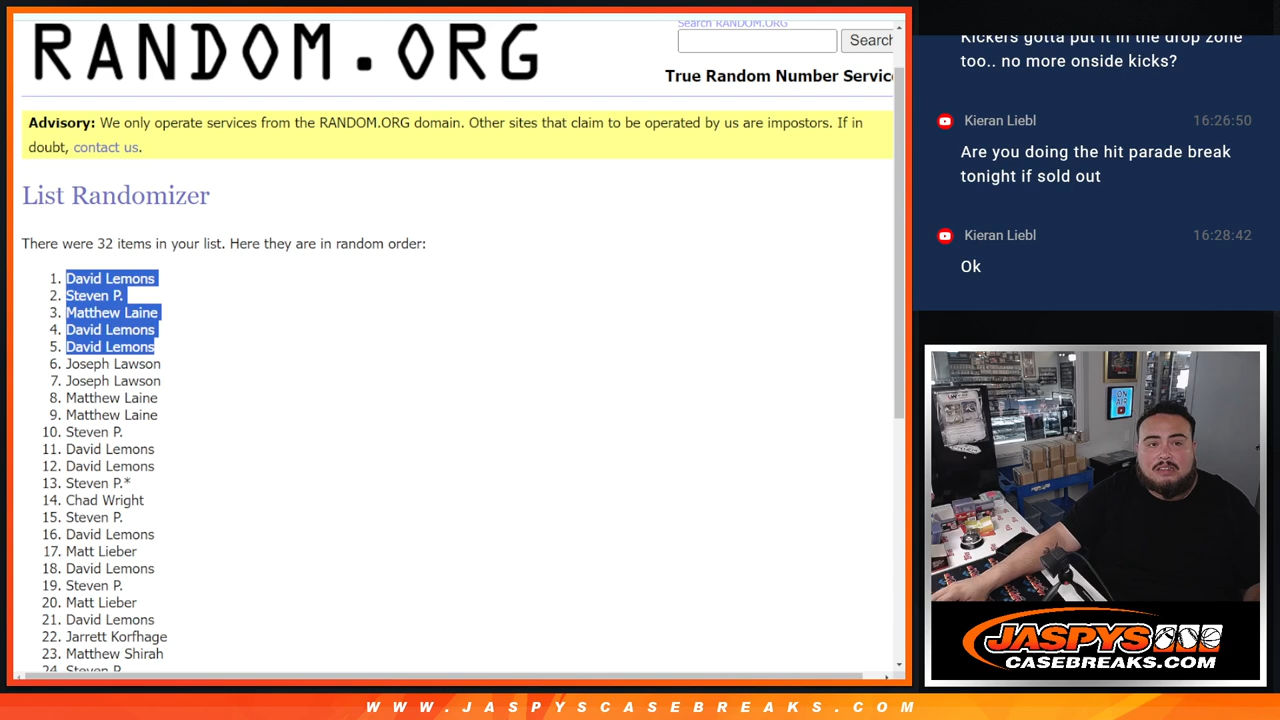 RANDOM.ORG
Search RANDOM.ORG
Search
True Random Number Servic
Advisory: We only operate services from the RANDOM.ORG domain. Other sites that claim to be operated by us are impostors. If in
doubt, contact us.
List Randomizer
There were 32 items in your list. Here they are in random order:
1. David Lemons
2. Steven P.
3. Matthew Laine
4. David Lemons
5. David Lemons
6. Joseph Lawson
7. Joseph Lawson
8. Matthew Laine
9. Matthew Laine
10. Steven P.
11. David Lemons
12. David Lemons
13. Steven P.*
14. Chad Wright
15. Steven P.
16. David Lemons
17. Matt Lieber
18. David Lemons
19. Steven P.
20. Matt Lieber
21. David Lemons
22. Jarrett Korfhage
23. Matthew Shirah
24. Steven P.
Kickers gotta put it in the drop zone
too.. no more onside kicks?
Kieran Liebl 16:26:50
Are you doing the hit parade break
tonight if sold out
Kieran Liebl 16:28:42
Ok
ON
AIR
JASPYS
CASEBREAKS.COM
WWW.JASPYSCASEBREAKS.COM